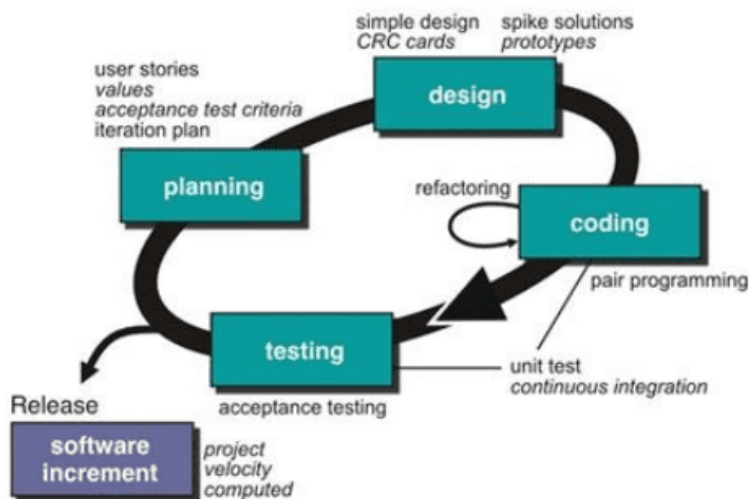 simple design
CRC cards
spike solutions
prototypes
user stories
values
acceptance test criteria
iteration plan
design
planning
refactoring
coding
pair programming
testing
unit test
continuous integration
acceptance testing
Release
software
increment
project
velocity
computed